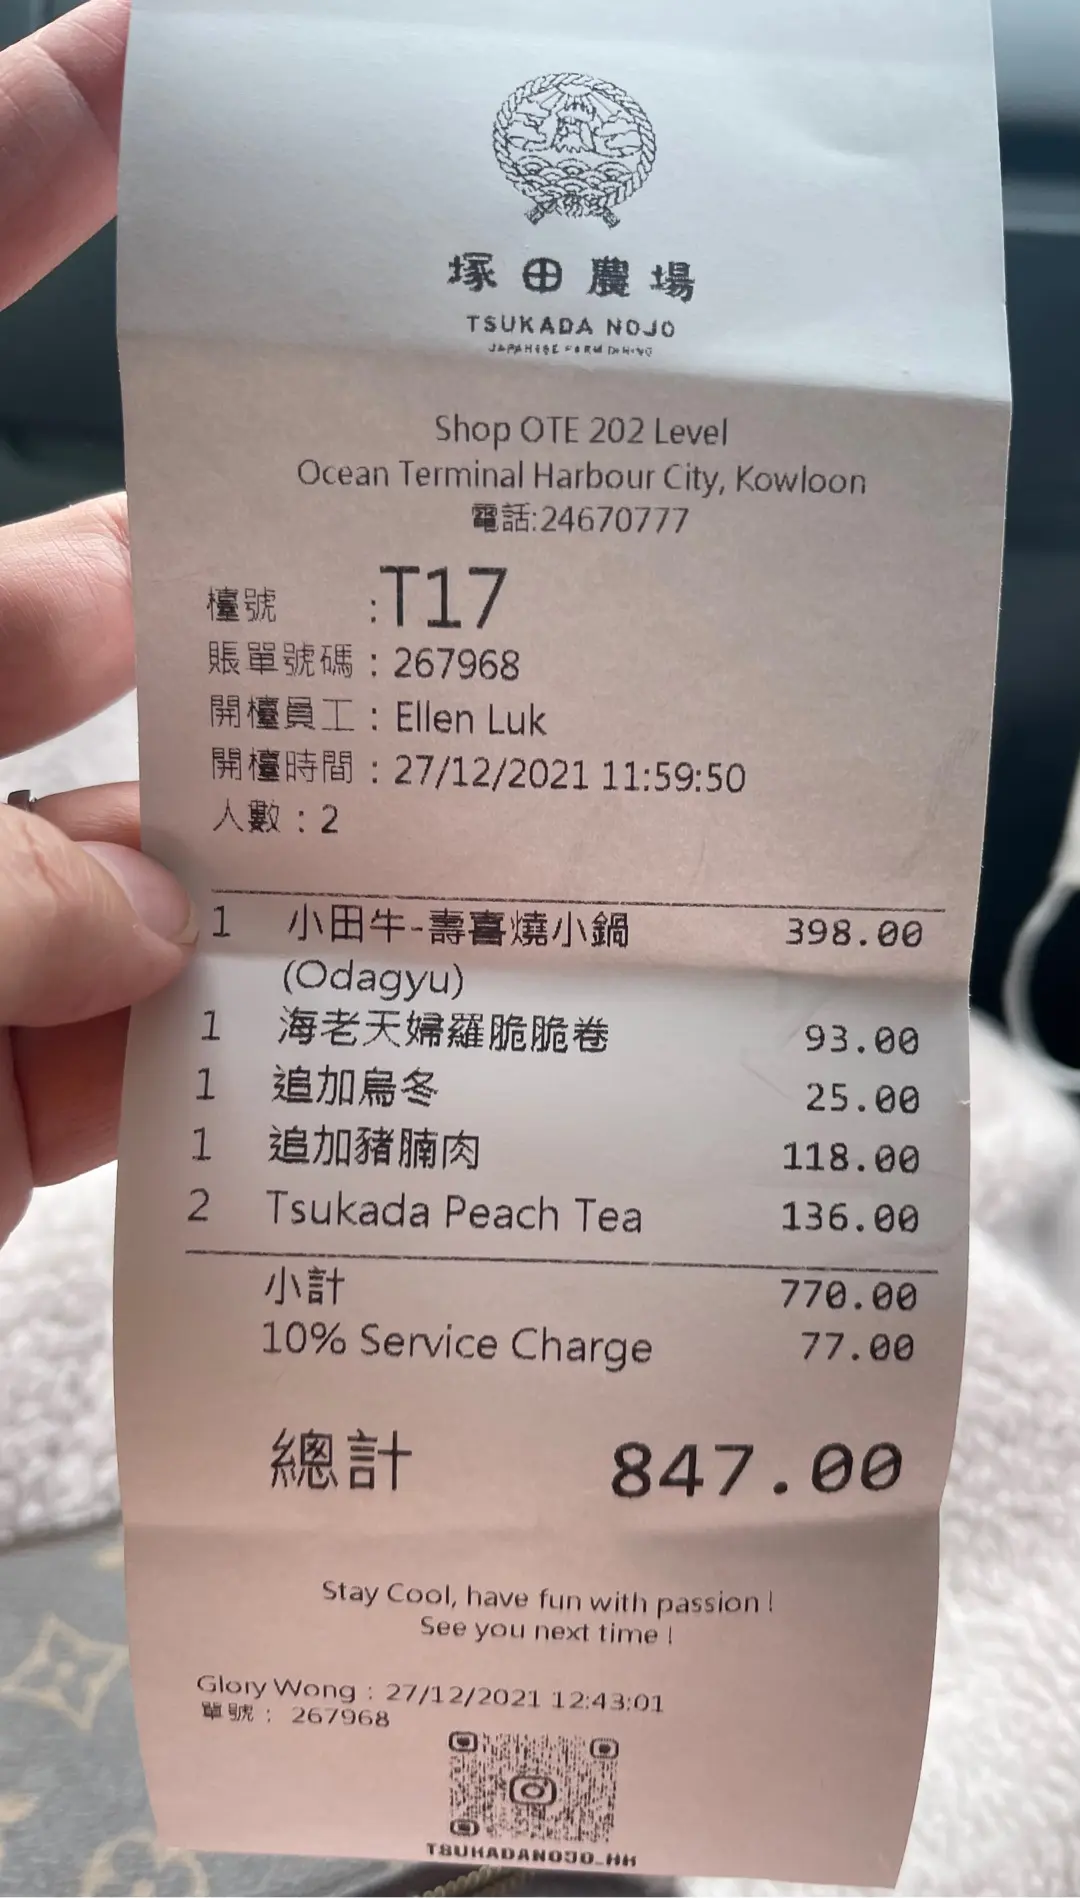 塚田農場
TSUKADA NOJO
JAPANESE FARM DINING
Shop OTE 202 Level
Ocean Terminal Harbour City, Kowloon
電話:24670777
檯號 :T17
賬單號碼 : 267968
開檯員工 : Ellen Luk
開檯時間 : 27/12/2021 11:59:50
人數 : 2
1 小田牛-壽喜燒小鍋 398.00
(Odagyu)
1 海老天婦羅脆脆卷 93.00
1 追加烏冬 25.00
1 追加豬腩肉 118.00
2 Tsukada Peach Tea 136.00
小計 770.00
10% Service Charge 77.00
總計 847.00
Stay Cool, have fun with passion !
See you next time !
Glory Wong : 27/12/2021 12:43:01
單號 : 267968
TSUKADANOJO_HK